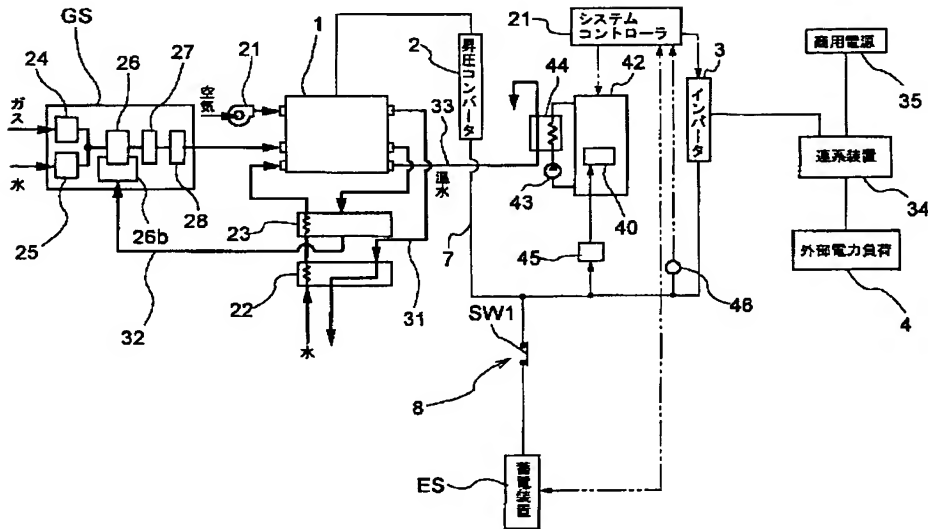 GS
24
26
27
21
1
2
昇圧コンバータ
21
システム
コントローラ
3
インバータ
商用電源
35
42
44
33
ガス
空気
水
25
28
26b
温水
43
40
連系装置
34
23
7
45
46
外部電力負荷
4
22
31
32
水
SW1
8
ES
蓄電装置